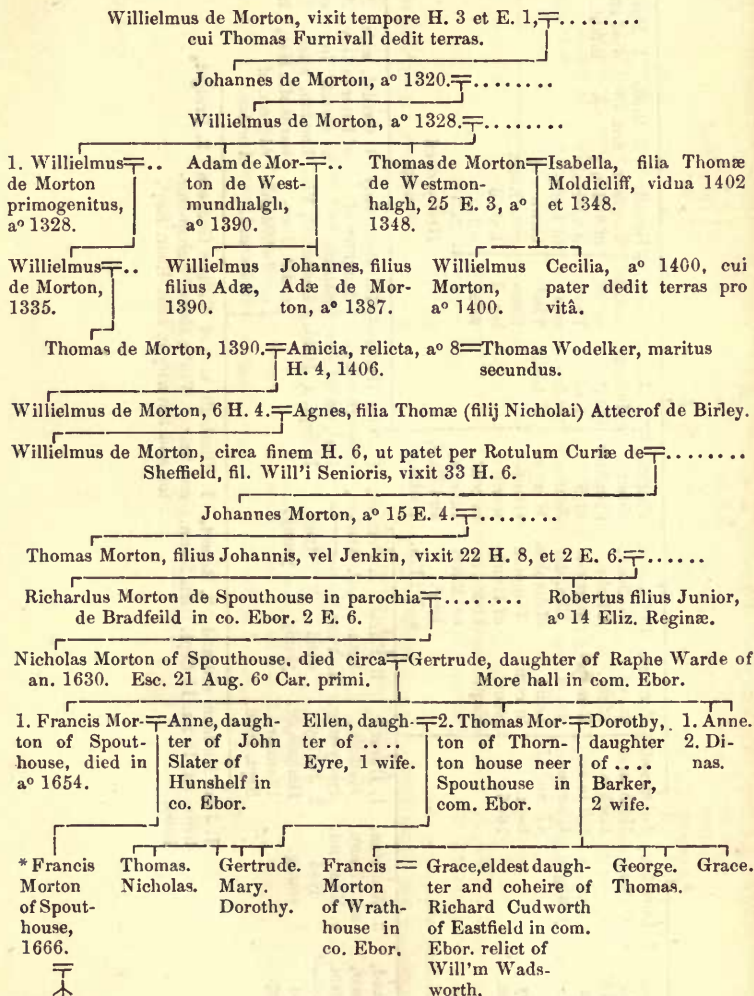 Willielmus de Morton, vixit tempore H. 3 et E. 1,=........
cui Thomas Furnivall dedit terras.
Johannes de Morton, aº 1320.=........
Willielmus de Morton, aº 1328.=........
1. Willielmus=..
de Morton
primogenitus,
aº 1328.
Adam de Mor-=..
ton de West-
mundhalgh,
aº 1390.
Thomas de Morton=
de Westmon-
halgh, 25 E. 3, aº
1348.
Isabella, filia Thomæ
Moldicliff, vidua 1402
et 1348.
Willielmus=..
de Morton,
1335.
Willielmus
filius Adæ,
1390.
Johannes, filius
Adæ de Mor-
ton, aº 1387.
Willielmus
Morton,
aº 1400.
Cecilia, aº 1400, cui
pater dedit terras pro
vitâ.
Thomas de Morton, 1390.=Amicia, relicta, aº 8=Thomas Wodelker, maritus
H. 4, 1406.
secundus.
Willielmus de Morton, 6 H. 4.=Agnes, filia Thomæ (filij Nicholai) Attecrof de Birley.
Willielmus de Morton, circa finem H. 6, ut patet per Rotulum Curiæ de=........
Sheffield, fil. Will'i Senioris, vixit 33 H. 6.
Johannes Morton, aº 15 E. 4.=........
Thomas Morton, filius Johannis, vel Jenkin, vixit 22 H. 8, et 2 E. 6.=......
Richardus Morton de Spouthouse in parochia=........
de Bradfeild in co. Ebor. 2 E. 6.
Robertus filius Junior,
aº 14 Eliz. Reginæ.
Nicholas Morton of Spouthouse, died circa=Gertrude, daughter of Raphe Warde of
an. 1630. Esc. 21 Aug. 6º Car. primi.
More hall in com. Ebor.
1. Francis Mor-=
ton of Spout-
house, died in
aº 1654.
Anne, daugh-
ter of John
Slater of
Hunshelf in
co. Ebor.
Ellen, daugh-=
ter of ....
Eyre, 1 wife.
2. Thomas Mor-=
ton of Thorn-
ton house neer
Spouthouse in
com. Ebor.
Dorothy,
daughter
of ....
Barker,
2 wife.
1. Anne.
2. Di-
nas.
* Francis
Morton
of Spout-
house,
1666.
Thomas.
Nicholas.
Gertrude.
Mary.
Dorothy.
Francis =
Morton
of Wrath-
house in
co. Ebor.
Grace, eldest daugh-
ter and coheire of
Richard Cudworth
of Eastfield in com.
Ebor. relict of
Will'm Wads-
worth.
George.
Thomas.
Grace.